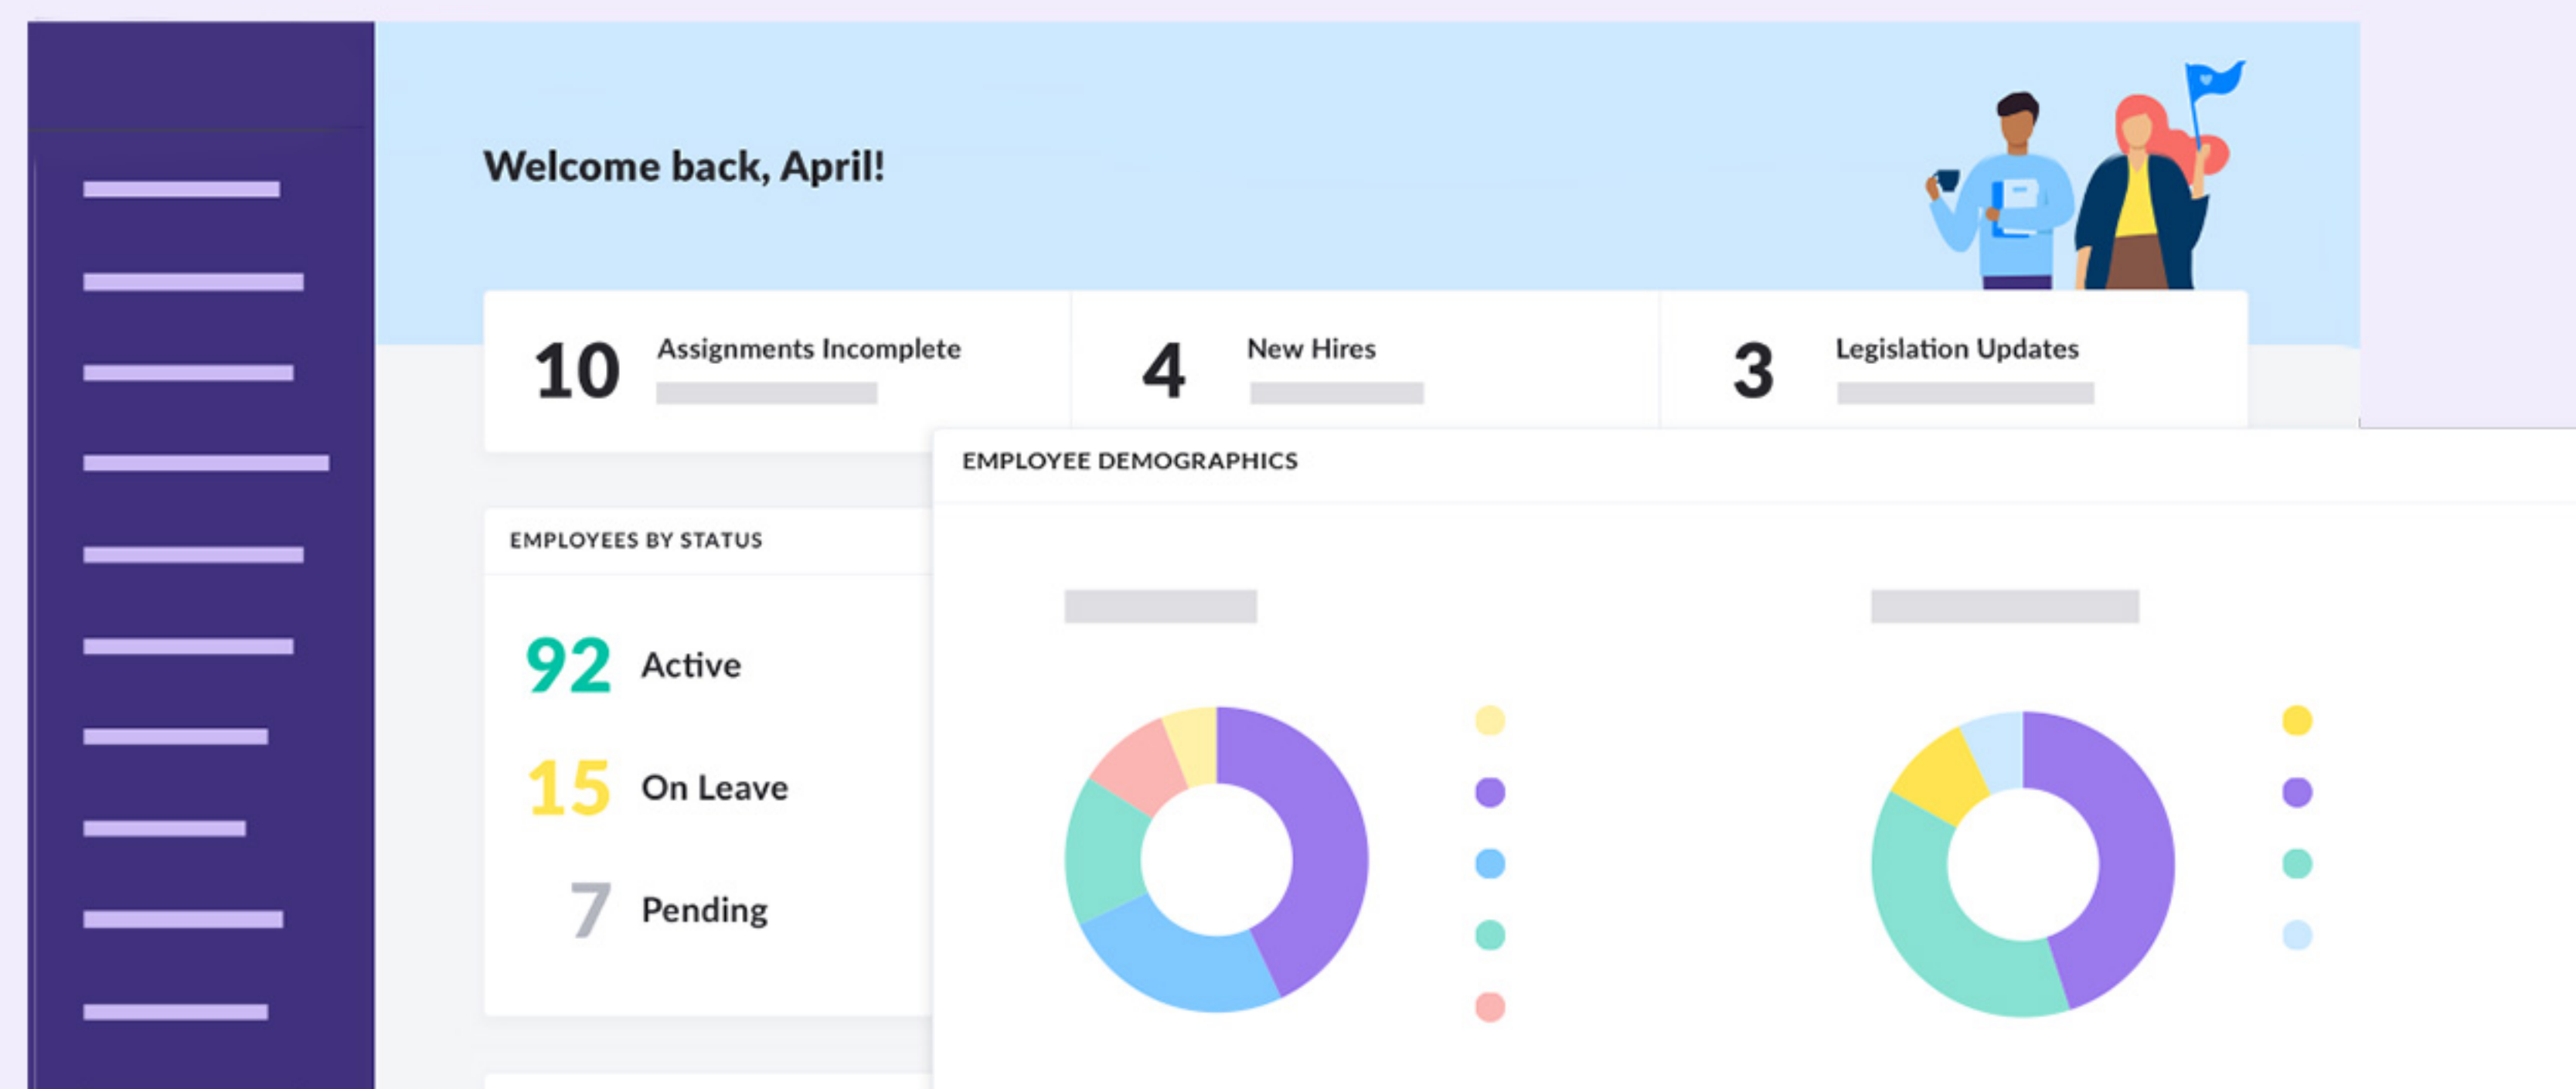 Welcome back, April!
10 Assignments Incomplete
4 New Hires
3 Legislation Updates
EMPLOYEE DEMOGRAPHICS
EMPLOYEES BY STATUS
92 Active
15 On Leave
7 Pending